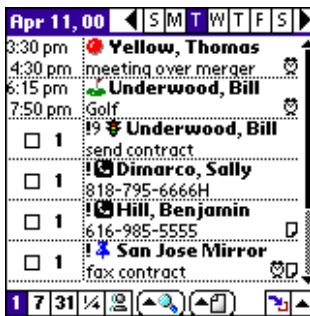 Apr 11, 00 S M T W T F S
3:30 pm Yellow, Thomas
4:30 pm meeting over merger
6:15 pm Underwood, Bill
7:50 pm Golf
!9 Underwood, Bill
1 send contract
! Dimarco, Sally
1 818-795-6666H
! Hill, Benjamin
1 616-985-5555
! San Jose Mirror
1 fax contract
1 7 31 ¼